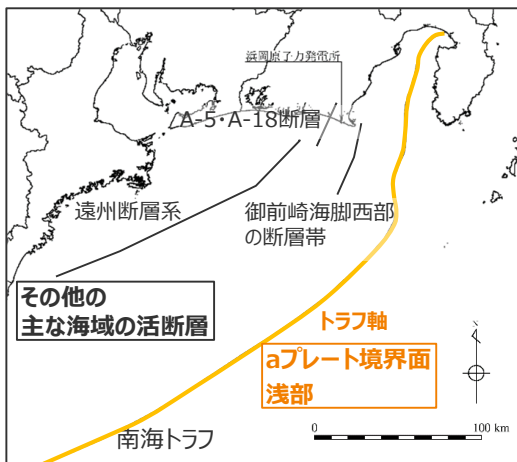 浜岡原子力発電所
A-5・A-18断層
遠州断層系
御前崎海脚西部
の断層帯
その他の
主な海域の活断層
トラフ軸
aプレート境界面
浅部
南海トラフ
N
0 100 km